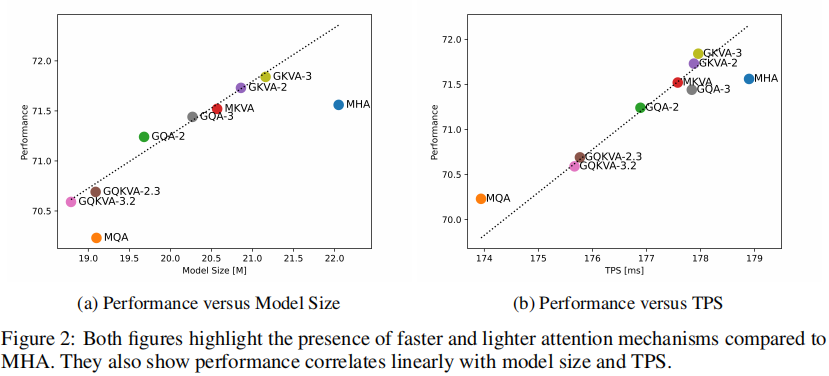 72.0
71.5
71.0
70.5
Performance
GKVA-3
GKVA-2
MKVA
MHA
GQA-3
GQA-2
GQKVA-2.3
GQKVA-3.2
MQA
19.0 19.5 20.0 20.5 21.0 21.5 22.0
Model Size [M]
(a) Performance versus Model Size
72.0
71.5
71.0
70.5
70.0
Performance
GKVA-3
GKVA-2
MKVA
MHA
GQA-3
GQA-2
GQKVA-2.3
GQKVA-3.2
MQA
174 175 176 177 178 179
TPS [ms]
(b) Performance versus TPS
Figure 2: Both figures highlight the presence of faster and lighter attention mechanisms compared to
MHA. They also show performance correlates linearly with model size and TPS.